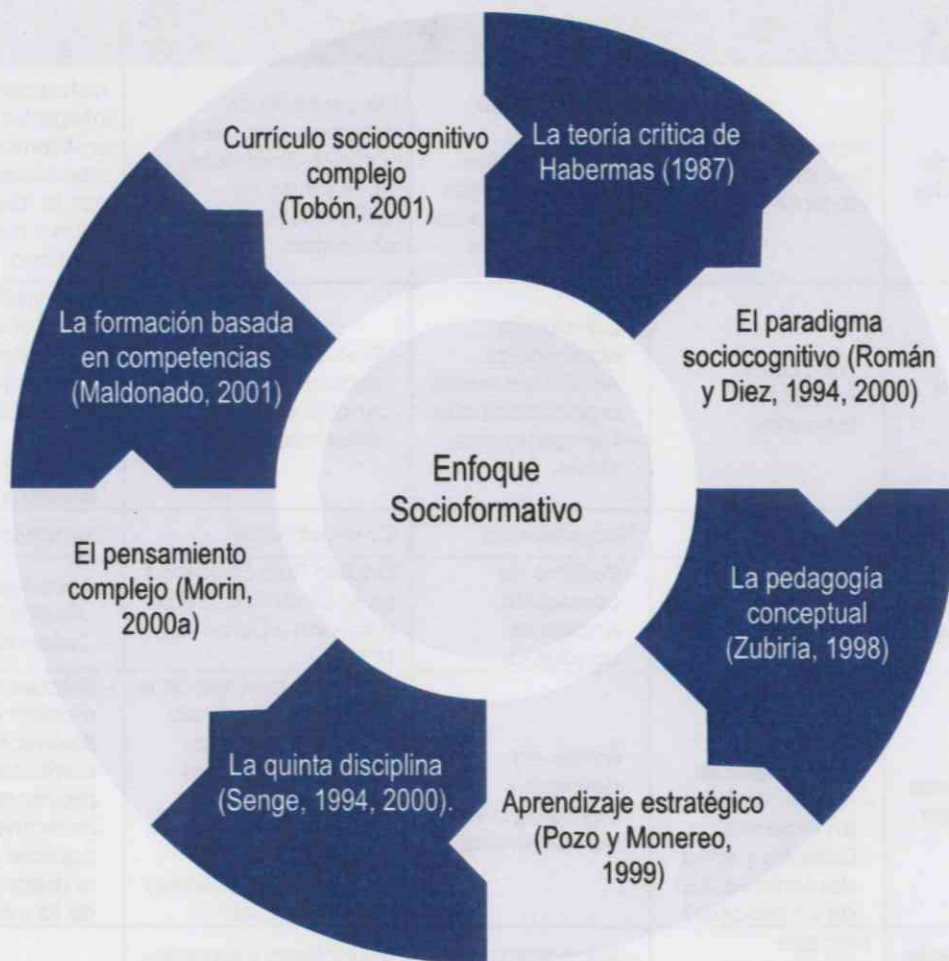 Currículo sociocognitivo
complejo
(Tobón, 2001)
La teoría crítica de
Habermas (1987)
El paradigma
sociocognitivo (Román
y Diez, 1994, 2000)
La pedagogía
conceptual
(Zubiría, 1998)
Aprendizaje estratégico
(Pozo y Monereo,
1999)
La quinta disciplina
(Senge, 1994, 2000).
El pensamiento
complejo (Morin,
2000a)
La formación basada
en competencias
(Maldonado, 2001)
Enfoque
Socioformativo